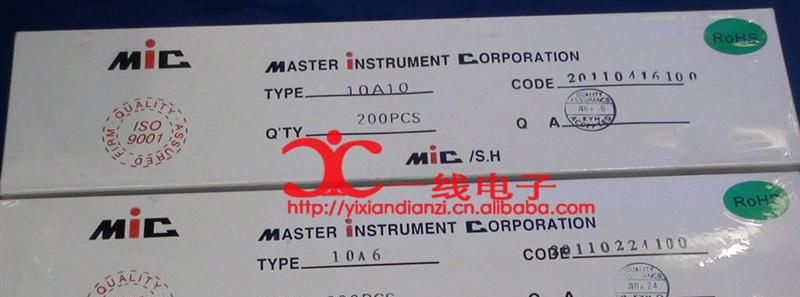 MiC
MASTER INSTRUMENT CORPORATION
RoHS
TYPE 10A10
CODE 20110416100
FIRM QUALITY ASSURED
ISO 9001
Q'TY 200PCS
Q A
QUALITY
ASSURANCE
MiC /S.H
一线电子
http://yixiandianzi.cn.alibaba.com
MiC
MASTER INSTRUMENT CORPORATION
RoHS
TYPE 10A6
CODE 20110224100
QUALITY
200PCS
Q A
QUALITY